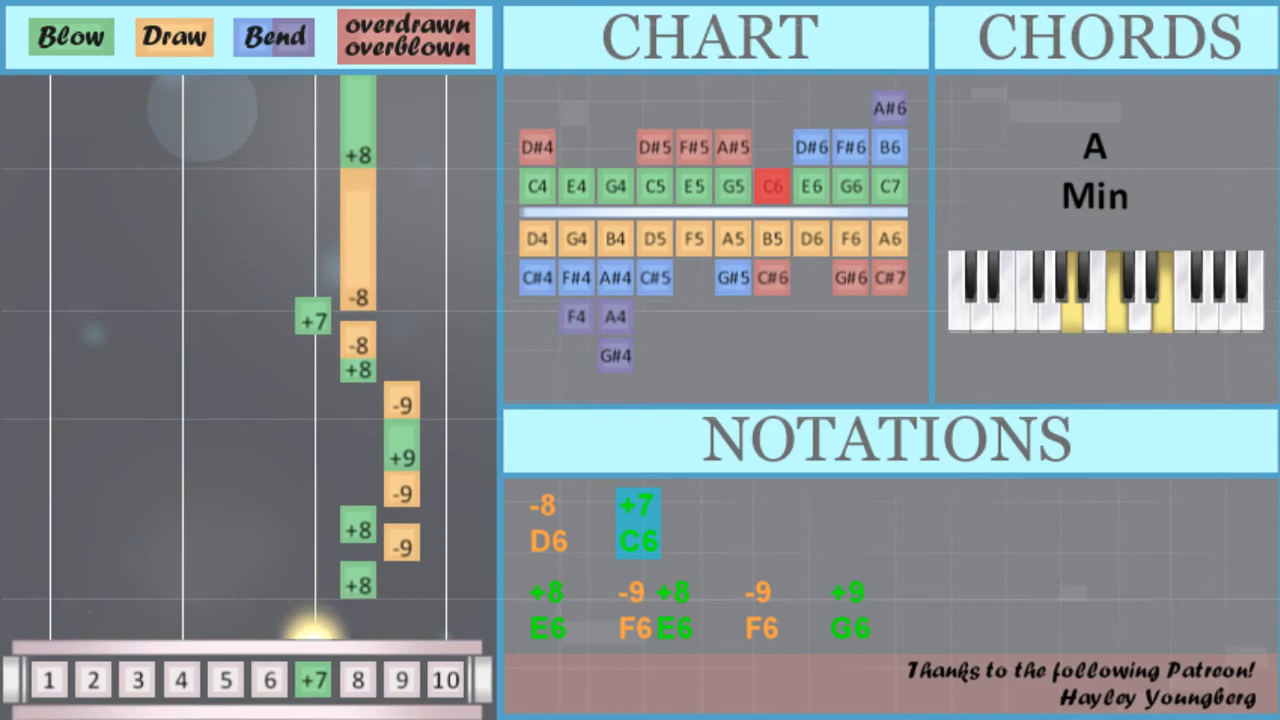 Blow Draw Bend overdrawn
overblown
CHART
CHORDS
A#6
D#4 D#5 F#5 A#5 D#6 F#6 B6
C4 E4 G4 C5 E5 G5 C6 E6 G6 C7
D4 G4 B4 D5 F5 A5 B5 D6 F6 A6
C#4 F#4 A#4 C#5 G#5 C#6 G#6 C#7
F4 A4
G#4
A
Min
+8
-8
+7
-8
+8
-9
+9
-9
+8
-9
+8
1 2 3 4 5 6 +7 8 9 10
NOTATIONS
-8 +7
D6 C6
+8 -9 +8 -9 +9
E6 F6 E6 F6 G6
Thanks to the following Patreon!
Hayley Youngberg